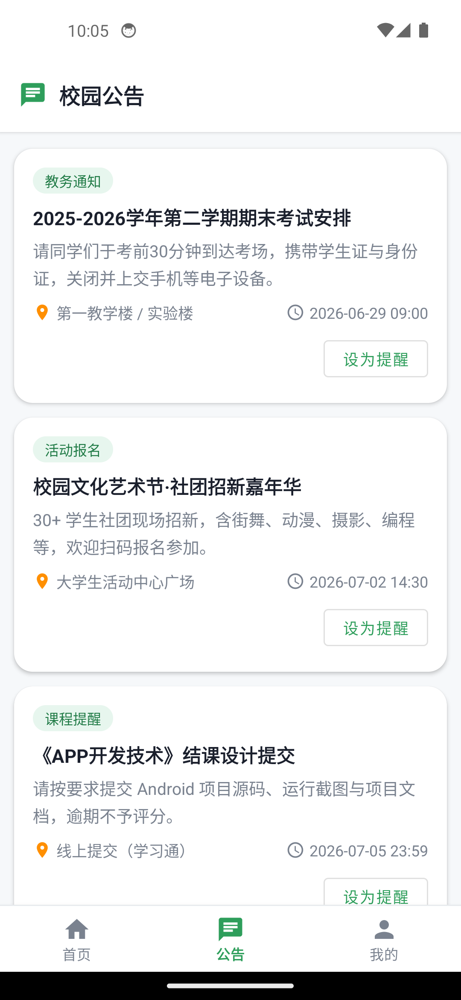 10:05
校园公告
教务通知
2025-2026学年第二学期期末考试安排
请同学们于考前30分钟到达考场，携带学生证与身份
证，关闭并上交手机等电子设备。
第一教学楼 / 实验楼
2026-06-29 09:00
设为提醒
活动报名
校园文化艺术节·社团招新嘉年华
30+ 学生社团现场招新，含街舞、动漫、摄影、编程
等，欢迎扫码报名参加。
大学生活动中心广场
2026-07-02 14:30
设为提醒
课程提醒
《APP开发技术》结课设计提交
请按要求提交 Android 项目源码、运行截图与项目文
档，逾期不予评分。
线上提交（学习通）
2026-07-05 23:59
设为提醒
首页
公告
我的